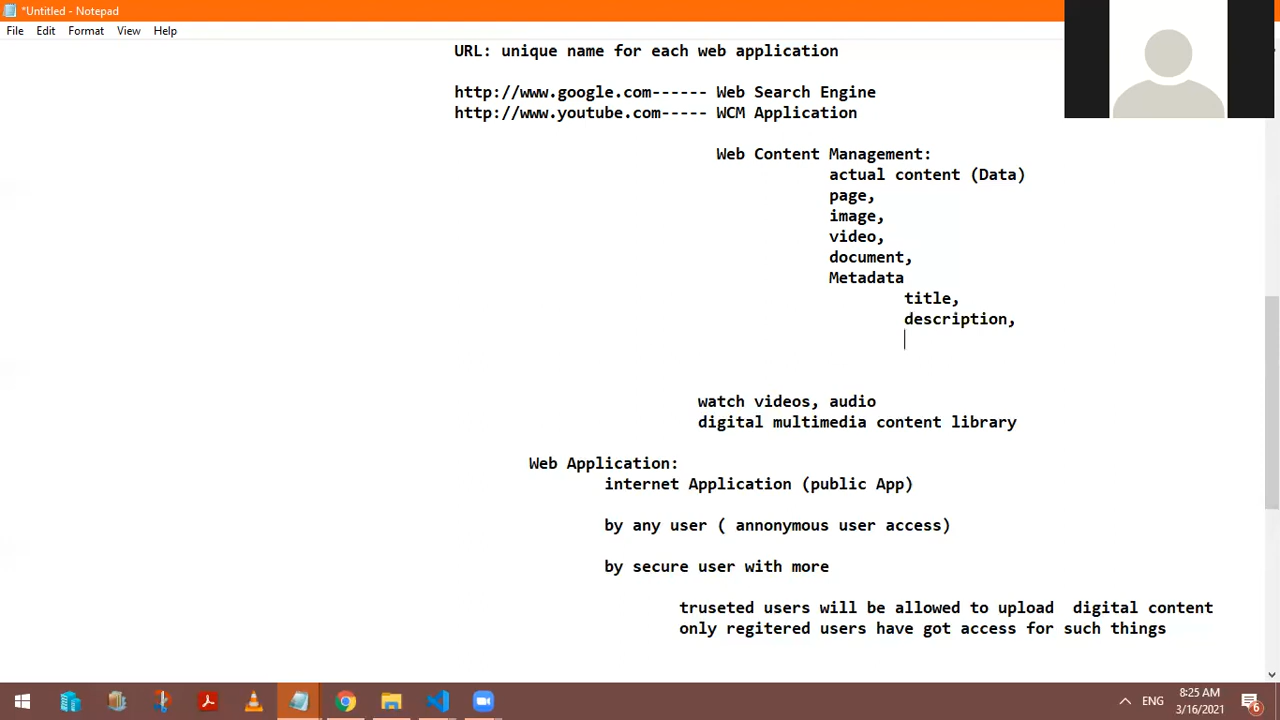 *Untitled - Notepad
File Edit Format View Help
URL: unique name for each web application
http://www.google.com------ Web Search Engine
http://www.youtube.com----- WCM Application
Web Content Management:
actual content (Data)
page,
image,
video,
document,
Metadata
title,
description,
watch videos, audio
digital multimedia content library
Web Application:
internet Application (public App)
by any user ( annonymous user access)
by secure user with more
truseted users will be allowed to upload  digital content
only regitered users have got access for such things
ENG
8:25 AM
3/16/2021
6